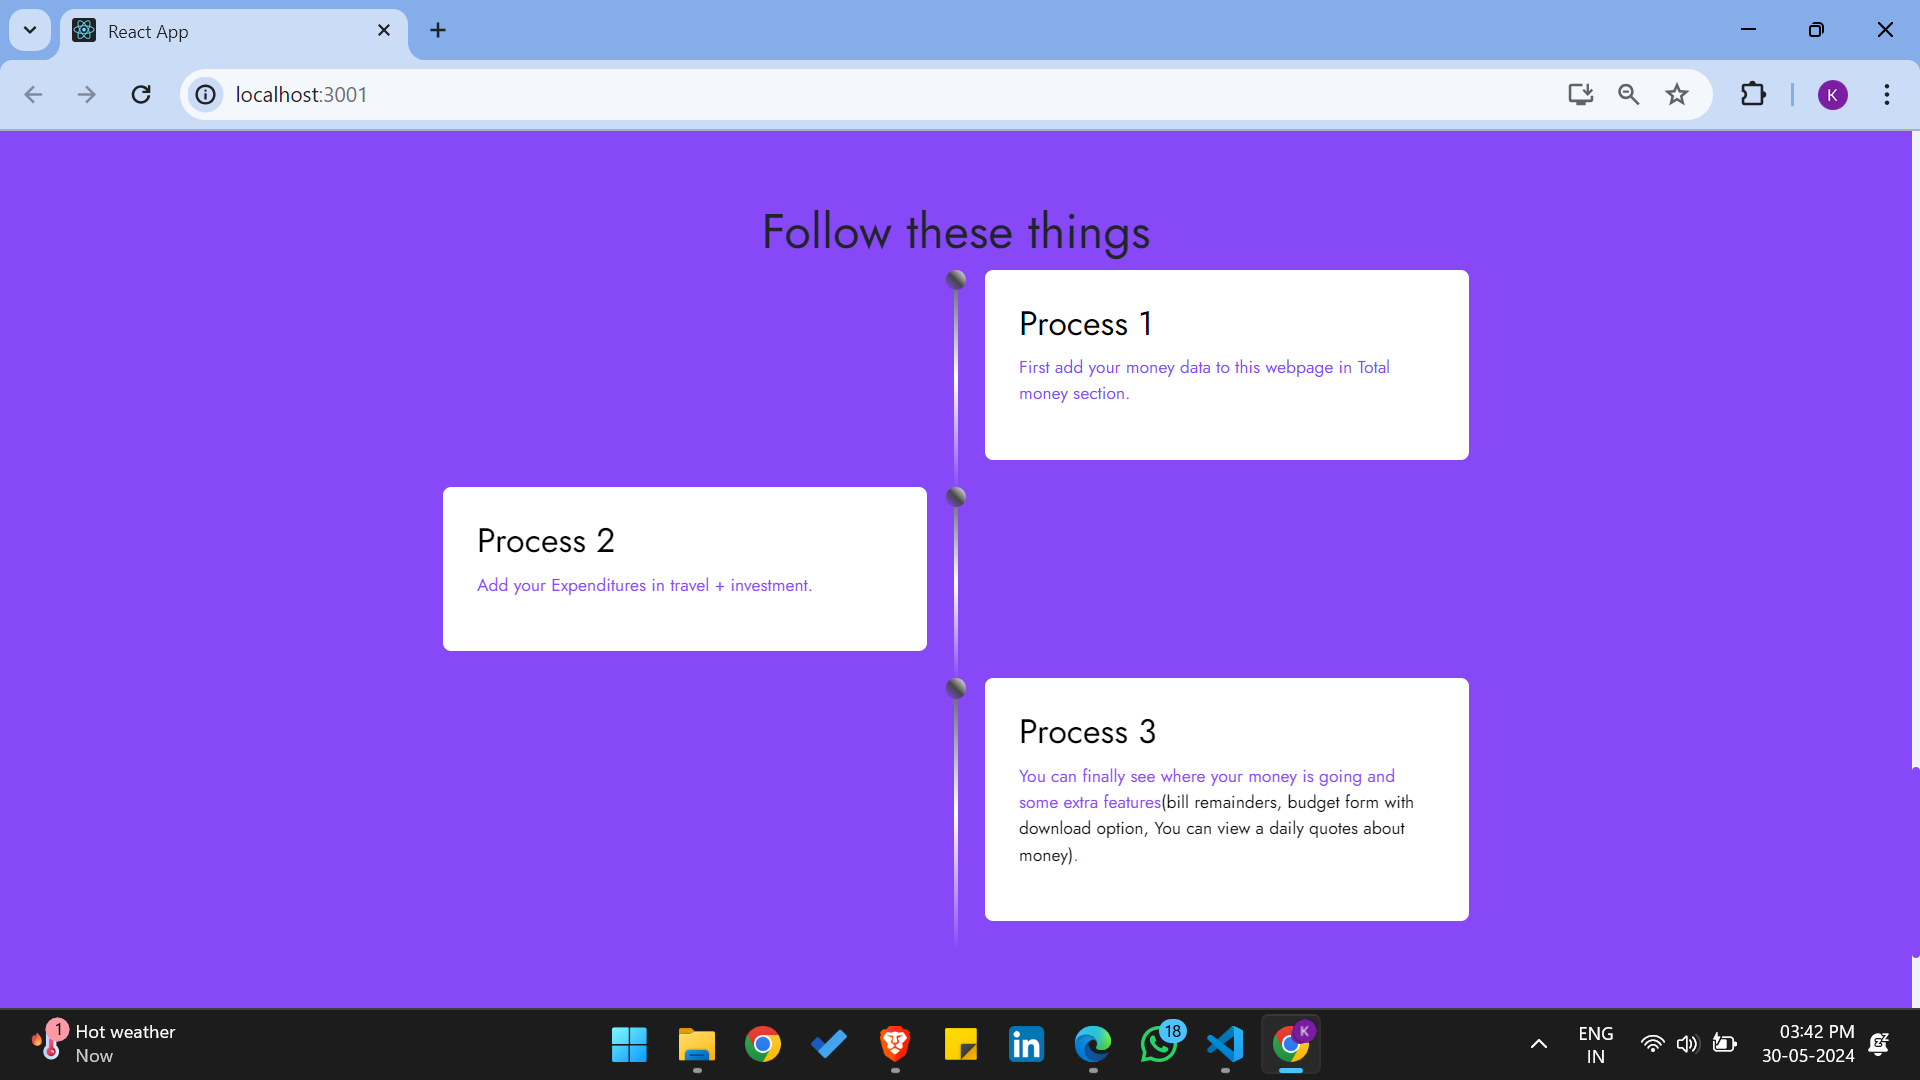 React App
localhost:3001
K
Follow these things
Process 1
First add your money data to this webpage in Total
money section.
Process 2
Add your Expenditures in travel + investment.
Process 3
You can finally see where your money is going and
some extra features(bill remainders, budget form with
download option, You can view a daily quotes about
money).
1
Hot weather
Now
in
18
K
ENG
IN
03:42 PM
30-05-2024